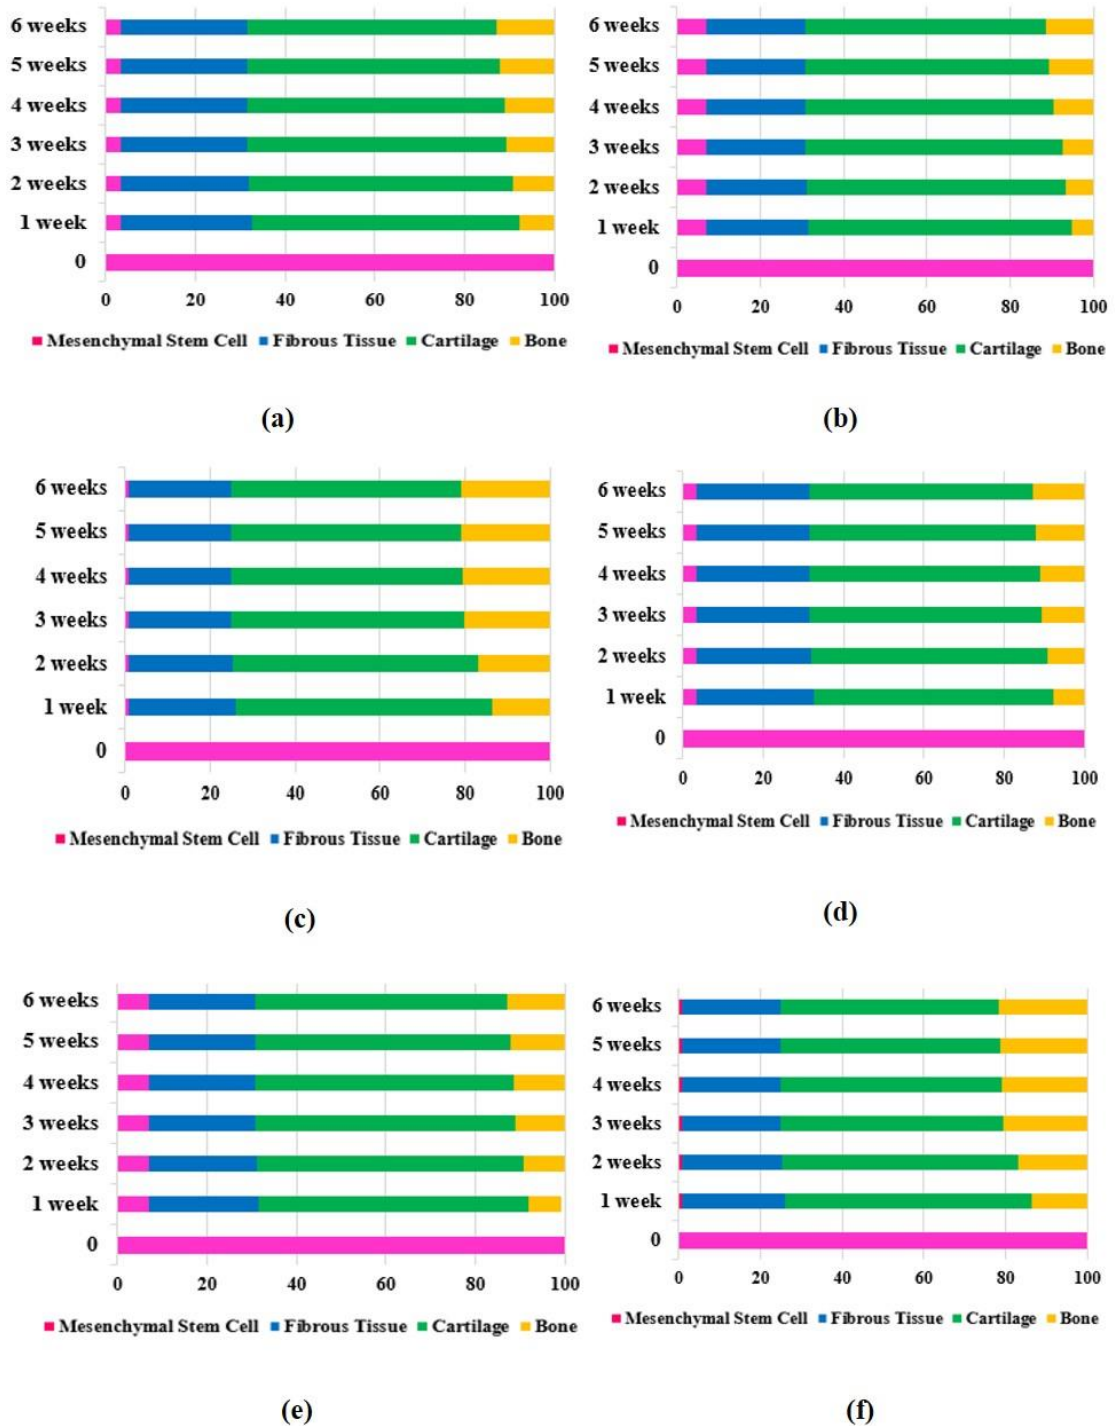 6 weeks
5 weeks
4 weeks
3 weeks
2 weeks
1 week
0
0 20 40 60 80 100
Mesenchymal Stem Cell Fibrous Tissue Cartilage Bone
(a)
6 weeks
5 weeks
4 weeks
3 weeks
2 weeks
1 week
0
0 20 40 60 80 100
Mesenchymal Stem Cell Fibrous Tissue Cartilage Bone
(b)
6 weeks
5 weeks
4 weeks
3 weeks
2 weeks
1 week
0
0 20 40 60 80 100
Mesenchymal Stem Cell Fibrous Tissue Cartilage Bone
(c)
6 weeks
5 weeks
4 weeks
3 weeks
2 weeks
1 week
0
0 20 40 60 80 100
Mesenchymal Stem Cell Fibrous Tissue Cartilage Bone
(d)
6 weeks
5 weeks
4 weeks
3 weeks
2 weeks
1 week
0
0 20 40 60 80 100
Mesenchymal Stem Cell Fibrous Tissue Cartilage Bone
(e)
6 weeks
5 weeks
4 weeks
3 weeks
2 weeks
1 week
0
0 20 40 60 80 100
Mesenchymal Stem Cell Fibrous Tissue Cartilage Bone
(f)